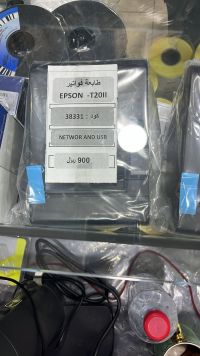 طابعة فواتير
EPSON -T20II
كود : 38331
NETWOR AND USB
900 ريال